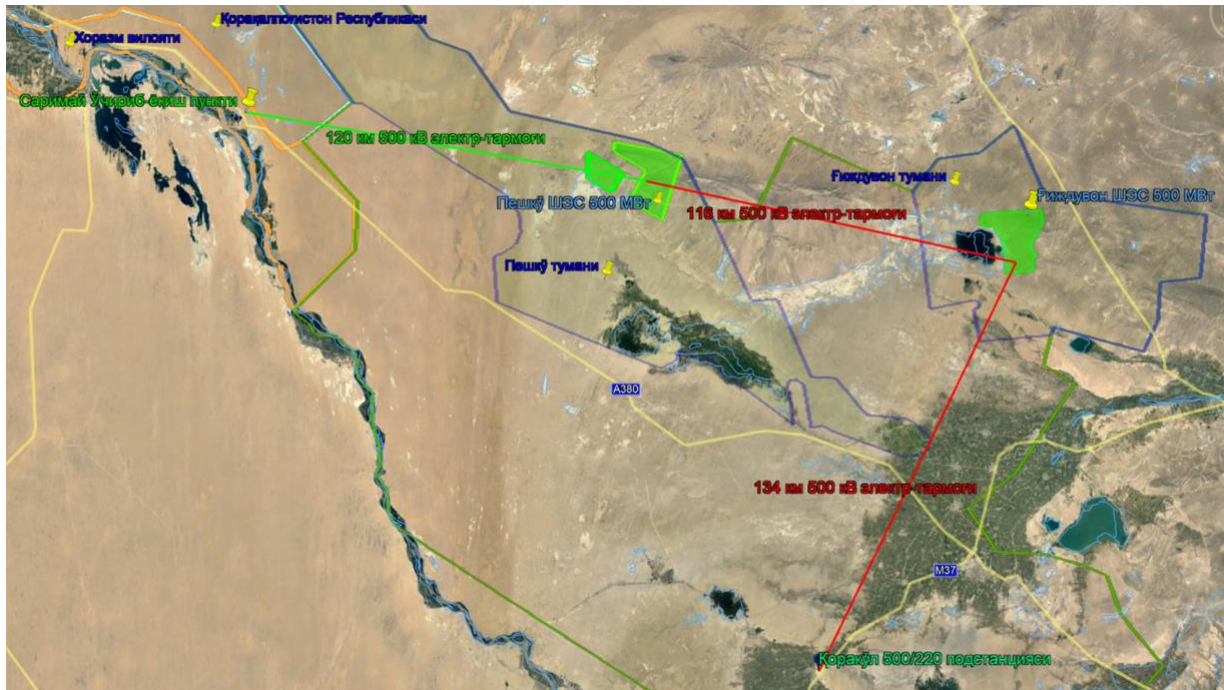 Қорақалпоғистон Республикаси
Хоразм вилояти
Саримай Ўчириб-ёқиш пункти
120 км 500 кВ электр-тармоғи
Ғиждувон тумани
Ғиждувон ШЭС 500 МВт
Пешкў ШЭС 500 МВт
116 км 500 кВ электр-тармоғи
Пешкў тумани
A380
134 км 500 кВ электр-тармоғи
M37
Қоракўл 500/220 подстанцияси